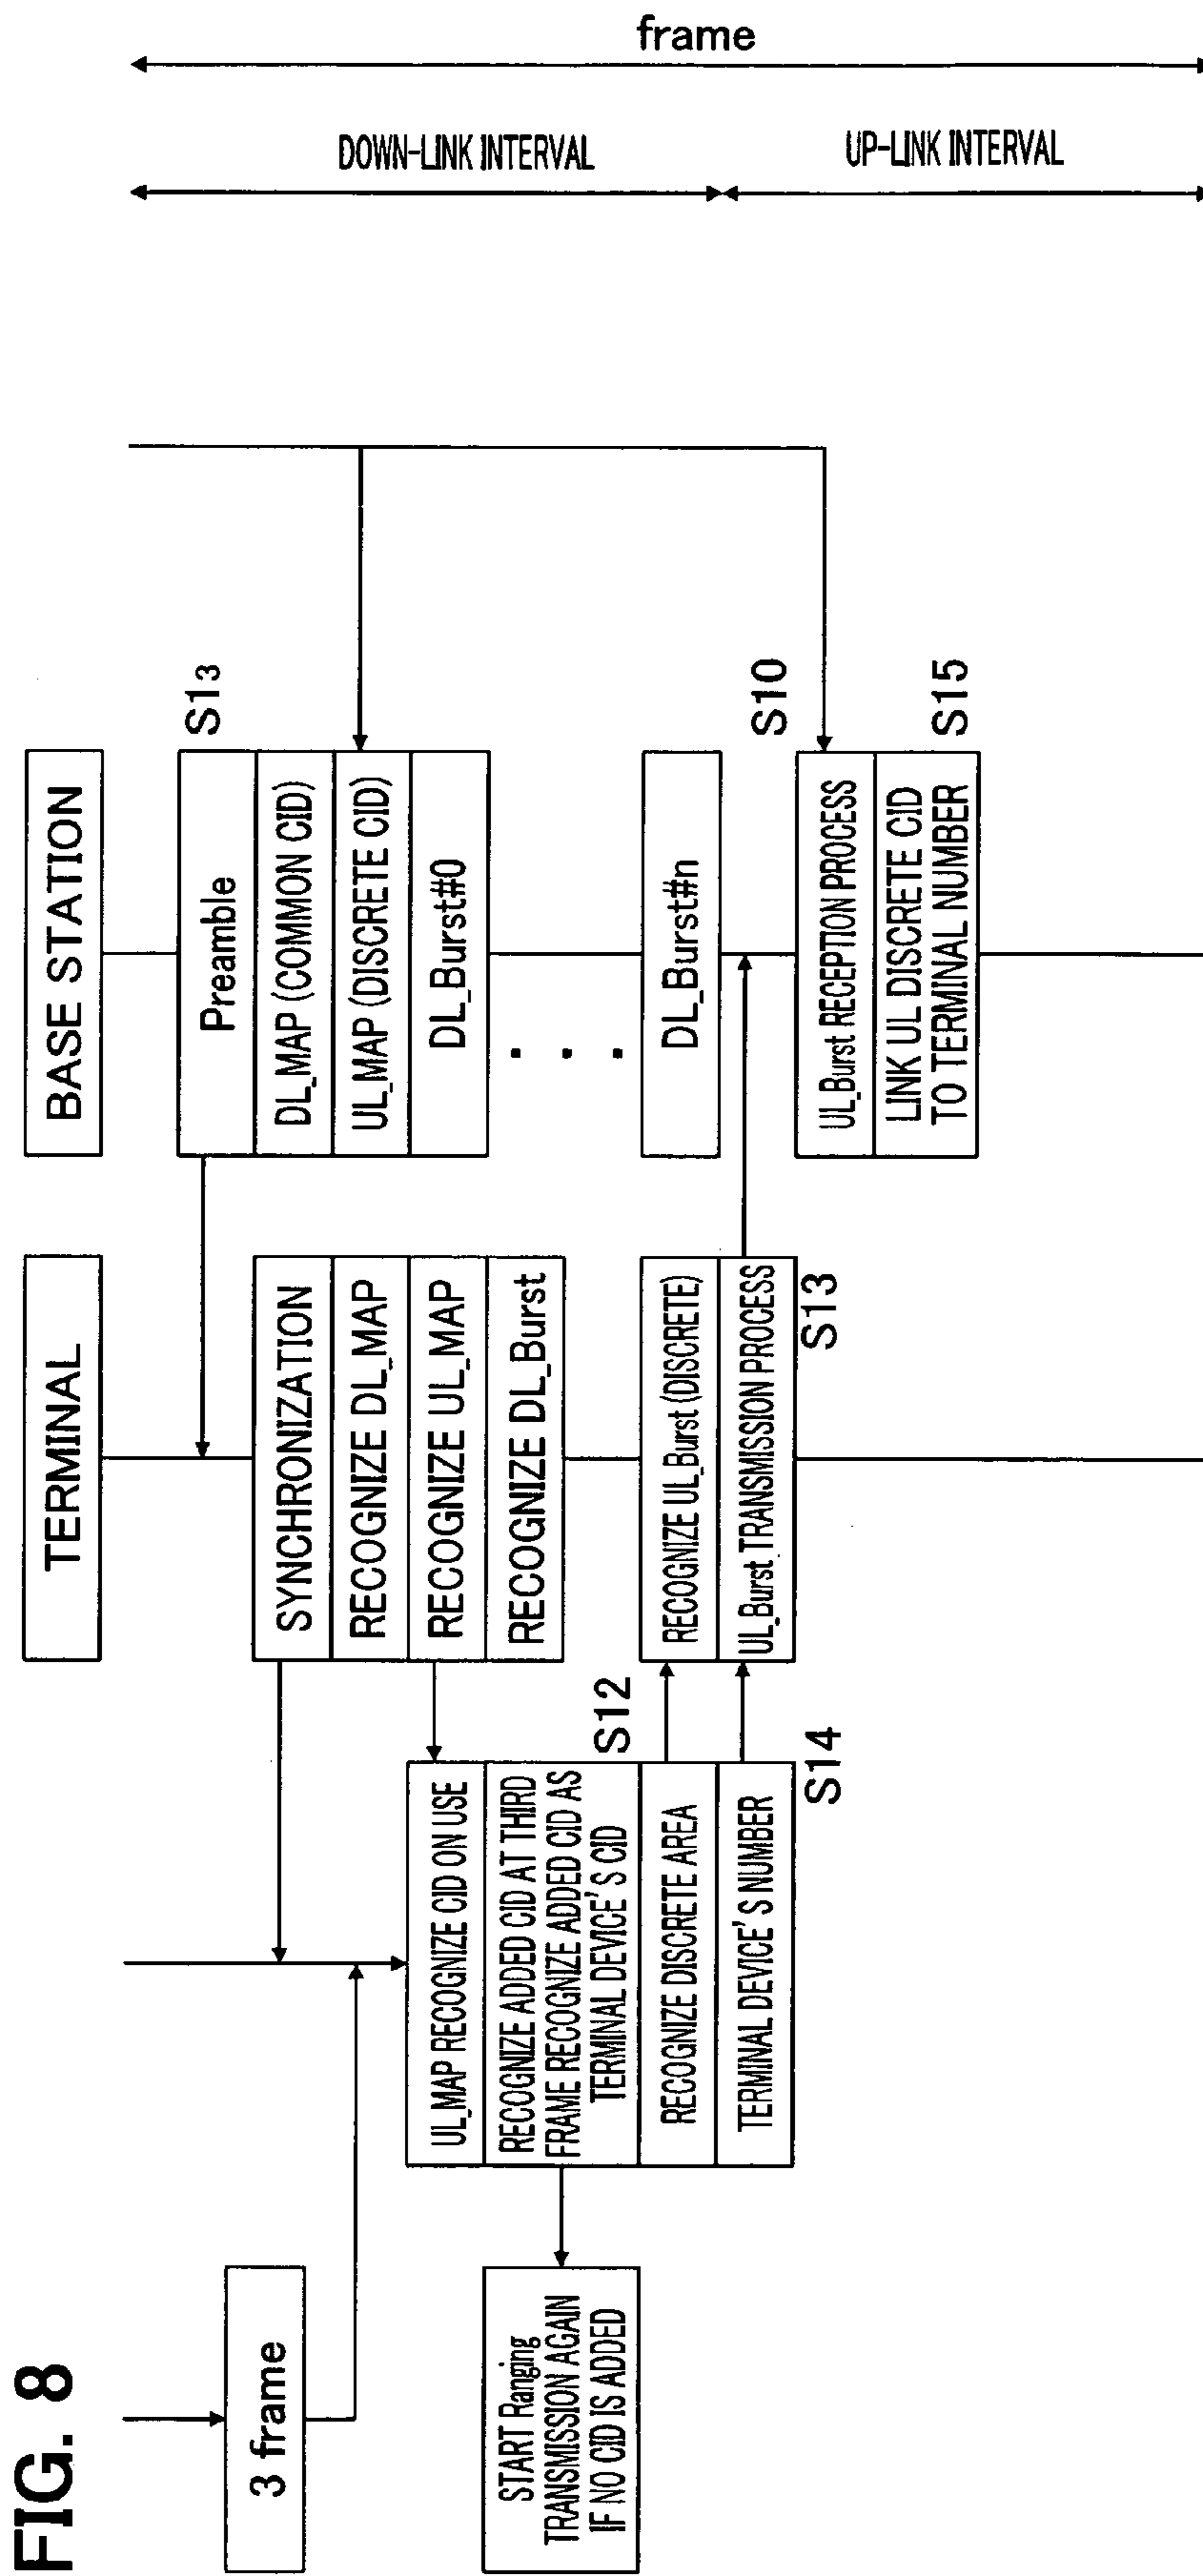 FIG. 8
3 frame
START Ranging
TRANSMISSION AGAIN
IF NO CID IS ADDED
UL_MAP RECOGNIZE CID ON USE
RECOGNIZE ADDED CID AT THIRD
FRAME RECOGNIZE ADDED CID AS
TERMINAL DEVICE'S CID
S12
RECOGNIZE DISCRETE AREA
TERMINAL DEVICE'S NUMBER
S14
TERMINAL
SYNCHRONIZATION
RECOGNIZE DL_MAP
RECOGNIZE UL_MAP
RECOGNIZE DL_Burst
RECOGNIZE UL_Burst (DISCRETE)
UL_Burst TRANSMISSION PROCESS
S13
BASE STATION
Preamble
S13
DL_MAP (COMMON CID)
UL_MAP (DISCRETE CID)
DL_Burst#0
. . .
DL_Burst#n
S10
UL_Burst RECEPTION PROCESS
LINK UL DISCRETE CID
TO TERMINAL NUMBER
S15
DOWN-LINK INTERVAL
UP-LINK INTERVAL
frame